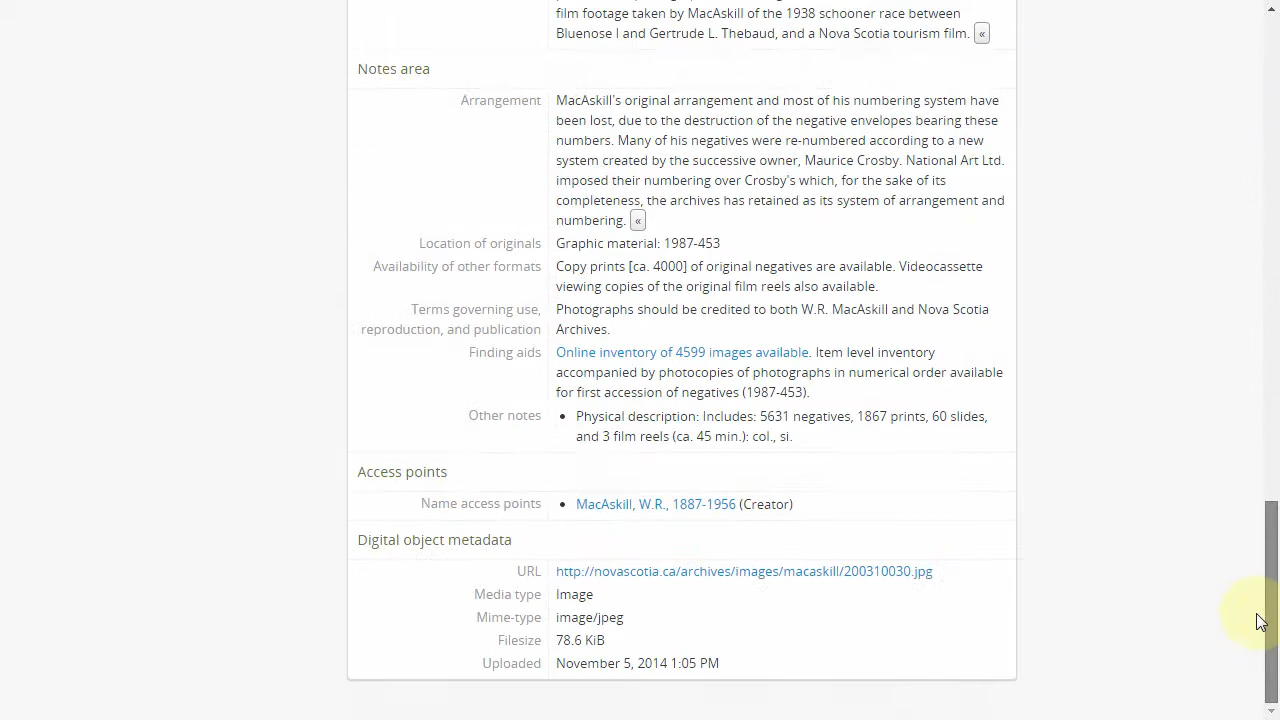 film footage taken by MacAskill of the 1938 schooner race between
Bluenose I and Gertrude L. Thebaud, and a Nova Scotia tourism film. «
Notes area
Arrangement
MacAskill's original arrangement and most of his numbering system have
been lost, due to the destruction of the negative envelopes bearing these
numbers. Many of his negatives were re-numbered according to a new
system created by the successive owner, Maurice Crosby. National Art Ltd.
imposed their numbering over Crosby's which, for the sake of its
completeness, the archives has retained as its system of arrangement and
numbering. «
Location of originals
Graphic material: 1987-453
Availability of other formats
Copy prints [ca. 4000] of original negatives are available. Videocassette
viewing copies of the original film reels also available.
Terms governing use,
reproduction, and publication
Photographs should be credited to both W.R. MacAskill and Nova Scotia
Archives.
Finding aids
Online inventory of 4599 images available. Item level inventory
accompanied by photocopies of photographs in numerical order available
for first accession of negatives (1987-453).
Other notes
• Physical description: Includes: 5631 negatives, 1867 prints, 60 slides,
and 3 film reels (ca. 45 min.): col., si.
Access points
Name access points
• MacAskill, W.R., 1887-1956 (Creator)
Digital object metadata
URL
http://novascotia.ca/archives/images/macaskill/200310030.jpg
Media type
Image
Mime-type
image/jpeg
Filesize
78.6 KiB
Uploaded
November 5, 2014 1:05 PM